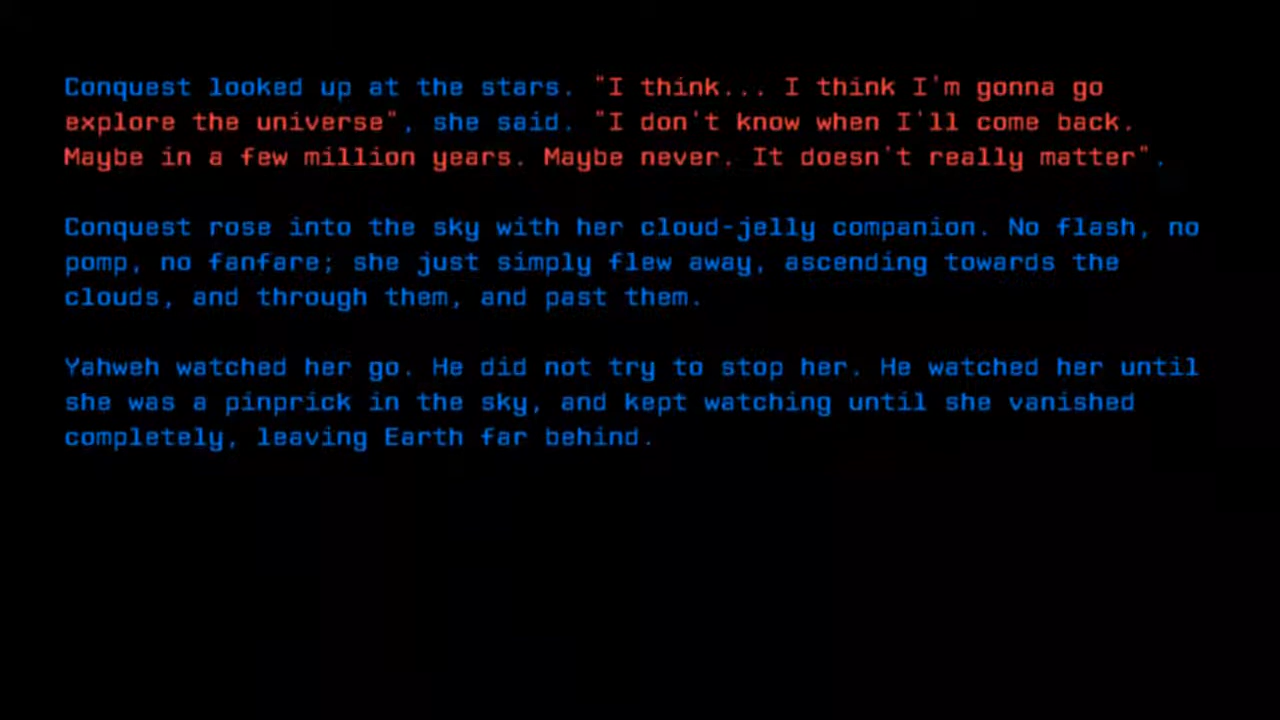 Conquest looked up at the stars. "I think... I think I'm gonna go
explore the universe", she said. "I don't know when I'll come back.
Maybe in a few million years. Maybe never. It doesn't really matter".
Conquest rose into the sky with her cloud-jelly companion. No flash, no
pomp, no fanfare; she just simply flew away, ascending towards the
clouds, and through them, and past them.
Yahweh watched her go. He did not try to stop her. He watched her until
she was a pinprick in the sky, and kept watching until she vanished
completely, leaving Earth far behind.